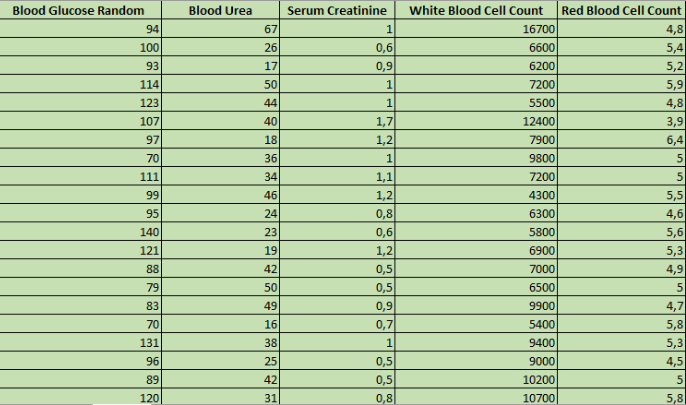 Blood Glucose Random Blood Urea Serum Creatinine White Blood Cell Count Red Blood Cell Count
94 67 1 16700 4,8
100 26 0,6 6600 5,4
93 17 0,9 6200 5,2
114 50 1 7200 5,9
123 44 1 5500 4,8
107 40 1,7 12400 3,9
97 18 1,2 7900 6,4
70 36 1 9800 5
111 34 1,1 7200 5
99 46 1,2 4300 5,5
95 24 0,8 6300 4,6
140 23 0,6 5800 5,6
121 19 1,2 6900 5,3
88 42 0,5 7000 4,9
79 50 0,5 6500 5
83 49 0,9 9900 4,7
70 16 0,7 5400 5,8
131 38 1 9400 5,3
96 25 0,5 9000 4,5
89 42 0,5 10200 5
120 31 0,8 10700 5,8